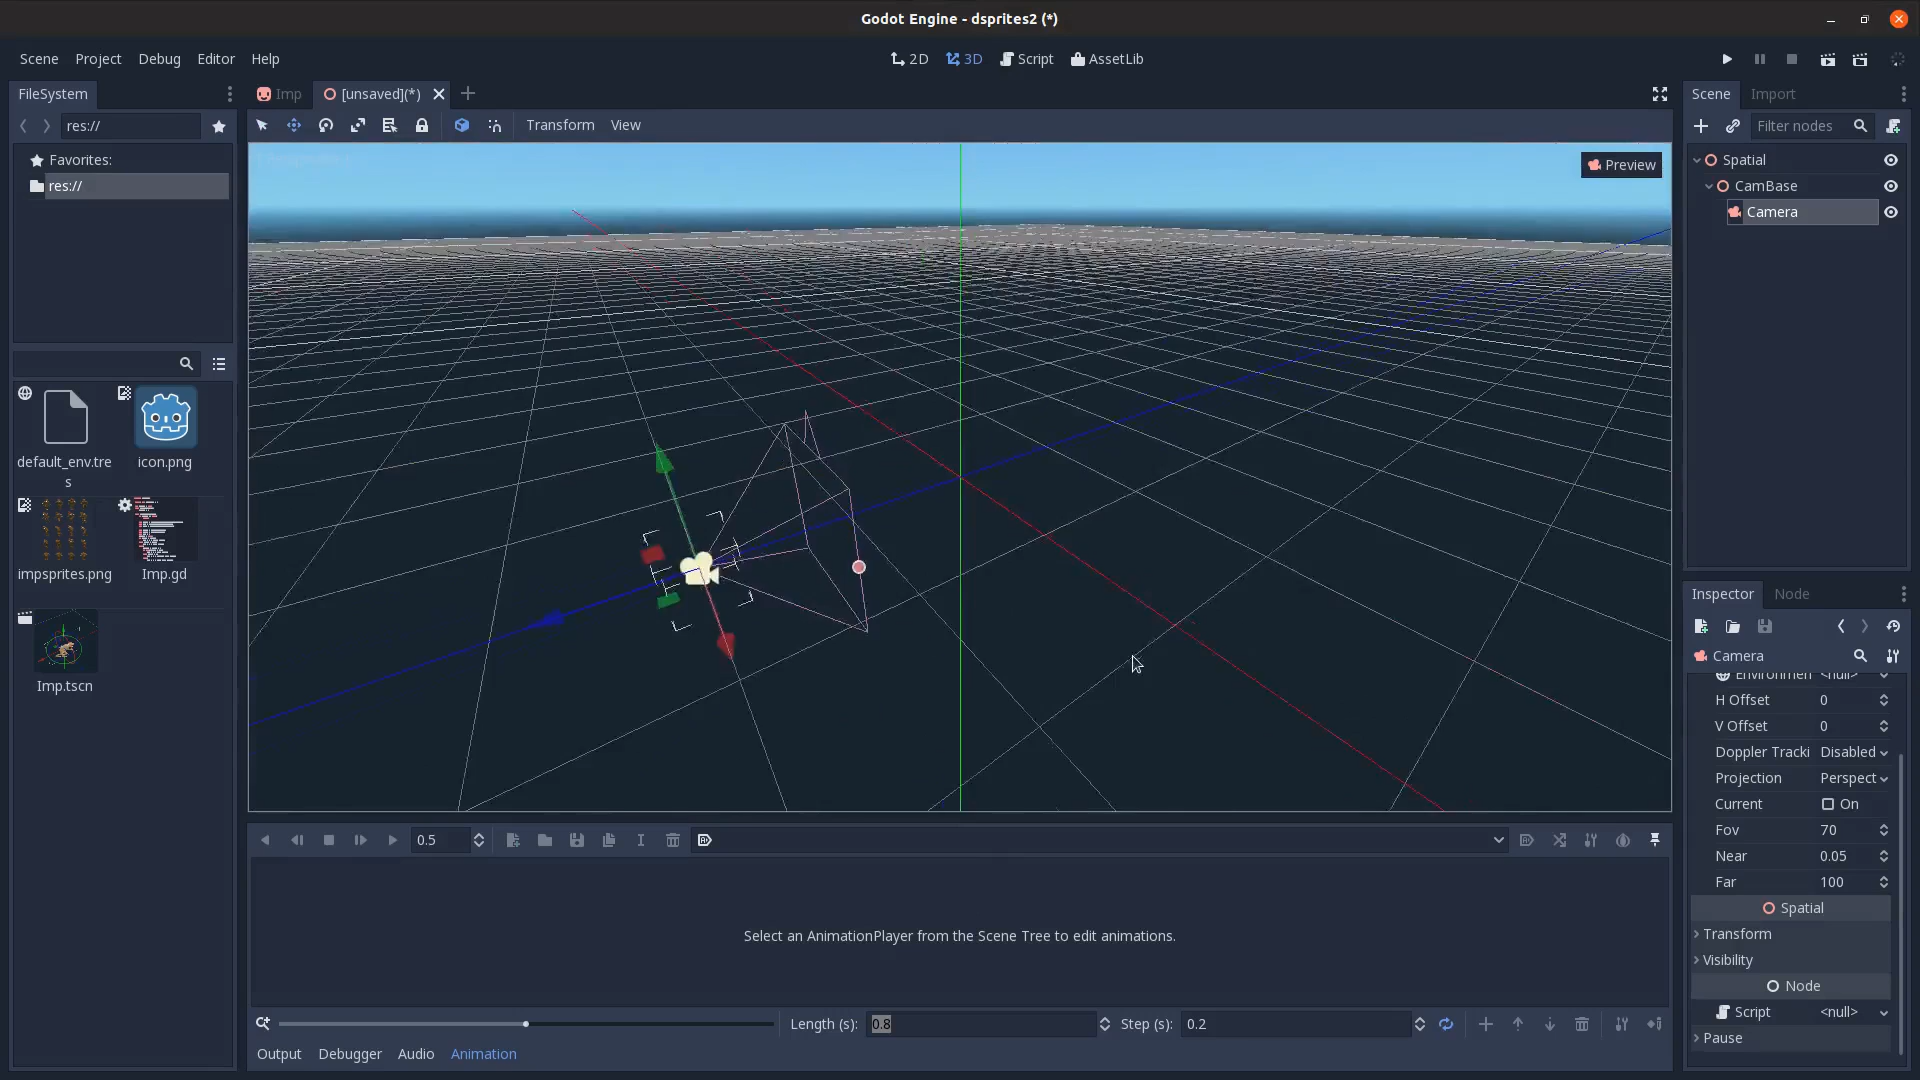 Godot Engine - dsprites2 (*)
Scene Project Debug Editor Help
2D 3D Script AssetLib
FileSystem
Imp [unsaved](*)
Scene Import
res://
Transform View
Filter nodes
Favorites:
res://
Preview
Spatial
CamBase
Camera
default_env.tre
s
icon.png
impsprites.png
Imp.gd
Imp.tscn
Inspector Node
Camera
Environmen <null>
H Offset 0
V Offset 0
Doppler Tracki Disabled
Projection Perspect
Current On
Fov 70
Near 0.05
Far 100
Spatial
Transform
Visibility
Node
Script <null>
Pause
0.5
Select an AnimationPlayer from the Scene Tree to edit animations.
Length (s): 0.8 Step (s): 0.2
Output Debugger Audio Animation